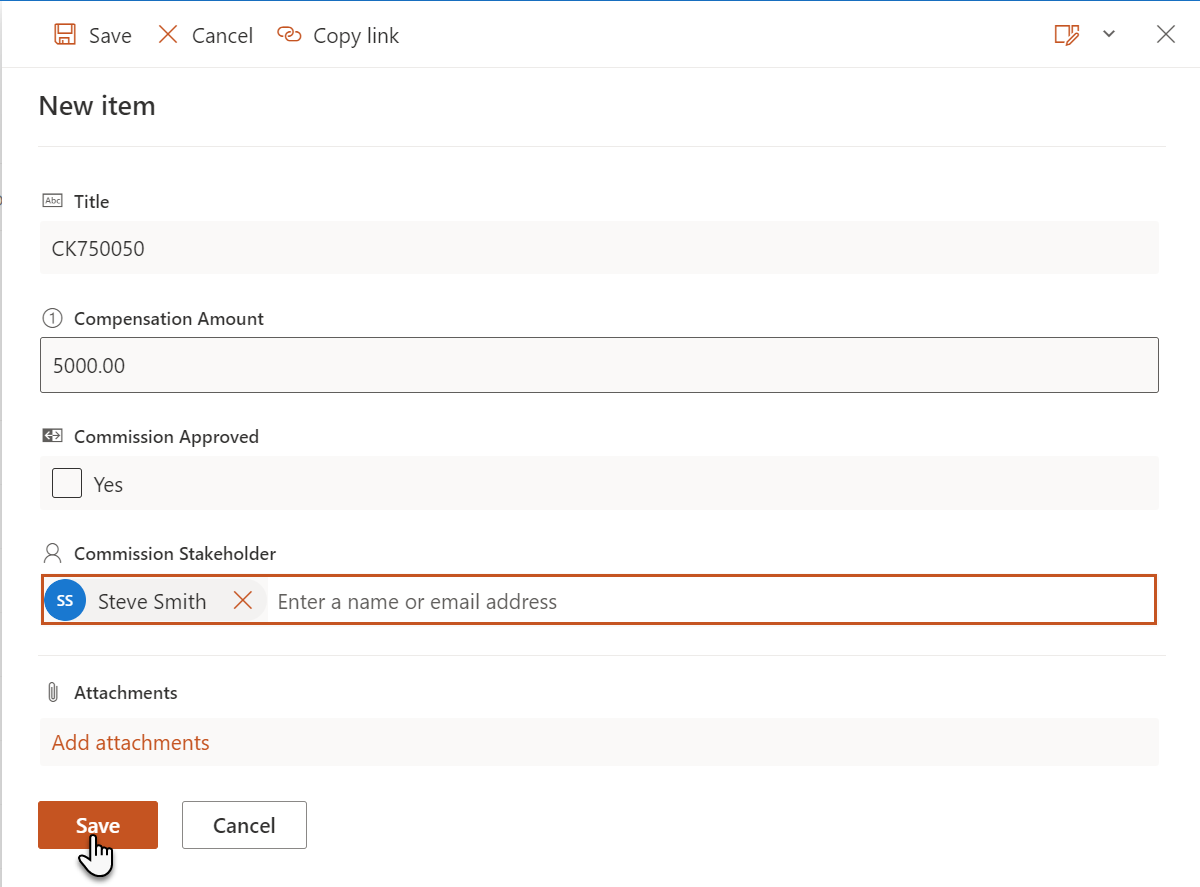 Save Cancel Copy link
New item
Abc Title
CK750050
1 Compensation Amount
5000.00
Commission Approved
Yes
Commission Stakeholder
SS Steve Smith Enter a name or email address
Attachments
Add attachments
Save Cancel